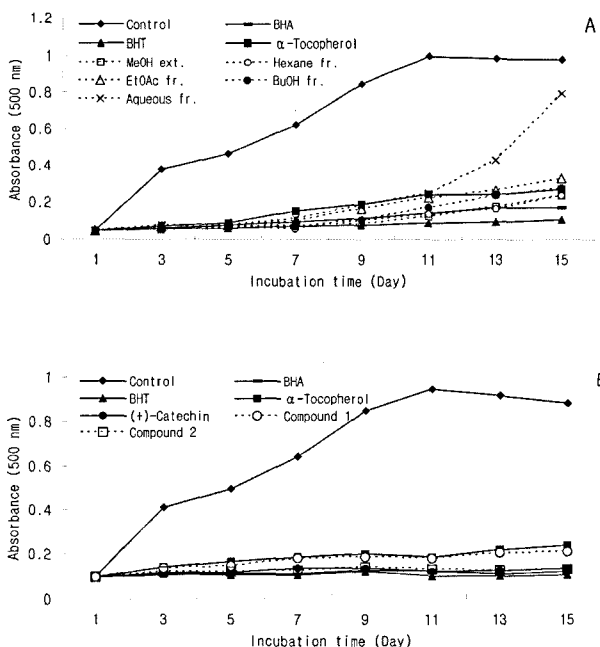 A
1.2
1
0.8
0.6
0.4
0.2
0
Absorbance (500 nm)
Control
BHA
BHT
α-Tocopherol
MeOH ext.
Hexane fr.
EtOAc fr.
BuOH fr.
Aqueous fr.
1 3 5 7 9 11 13 15
Incubation time (Day)
1
0.8
0.6
0.4
0.2
0
Absorbance (500 nm)
Control
BHA
BHT
α-Tocopherol
(+)-Catechin
Compound 1
Compound 2
1 3 5 7 9 11 13 15
Incubation time (Day)